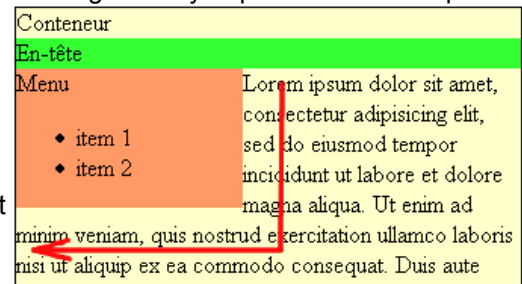 Conteneur
En-tête
Menu
• item 1
• item 2
Lorem ipsum dolor sit amet,
consectetur adipisicing elit,
sed do eiusmod tempor
incididunt ut labore et dolore
magna aliqua. Ut enim ad
minim veniam, quis nostrud exercitation ullamco laboris
nisi ut aliquip ex ea commodo consequat. Duis aute